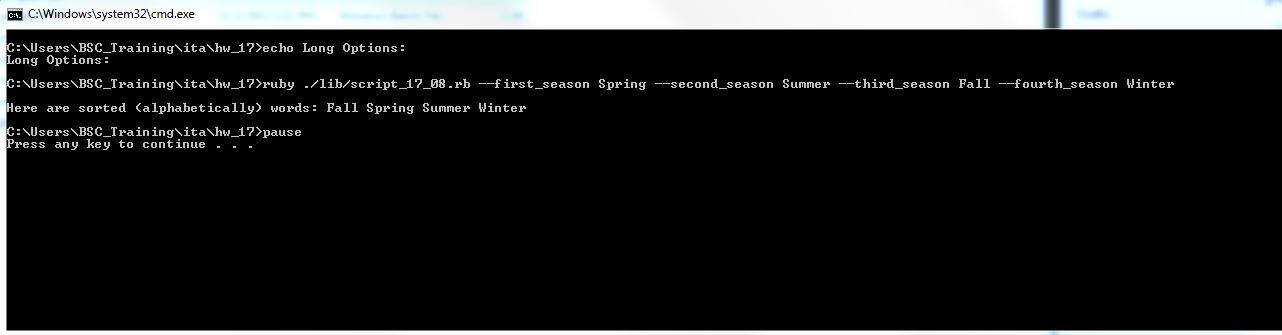 C:\Windows\system32\cmd.exe
C:\Users\BSC_Training\ita\hw_17>echo Long Options:
Long Options:
C:\Users\BSC_Training\ita\hw_17>ruby ./lib/script_17_08.rb --first_season Spring --second_season Summer --third_season Fall --fourth_season Winter
Here are sorted (alphabetically) words: Fall Spring Summer Winter
C:\Users\BSC_Training\ita\hw_17>pause
Press any key to continue . . .